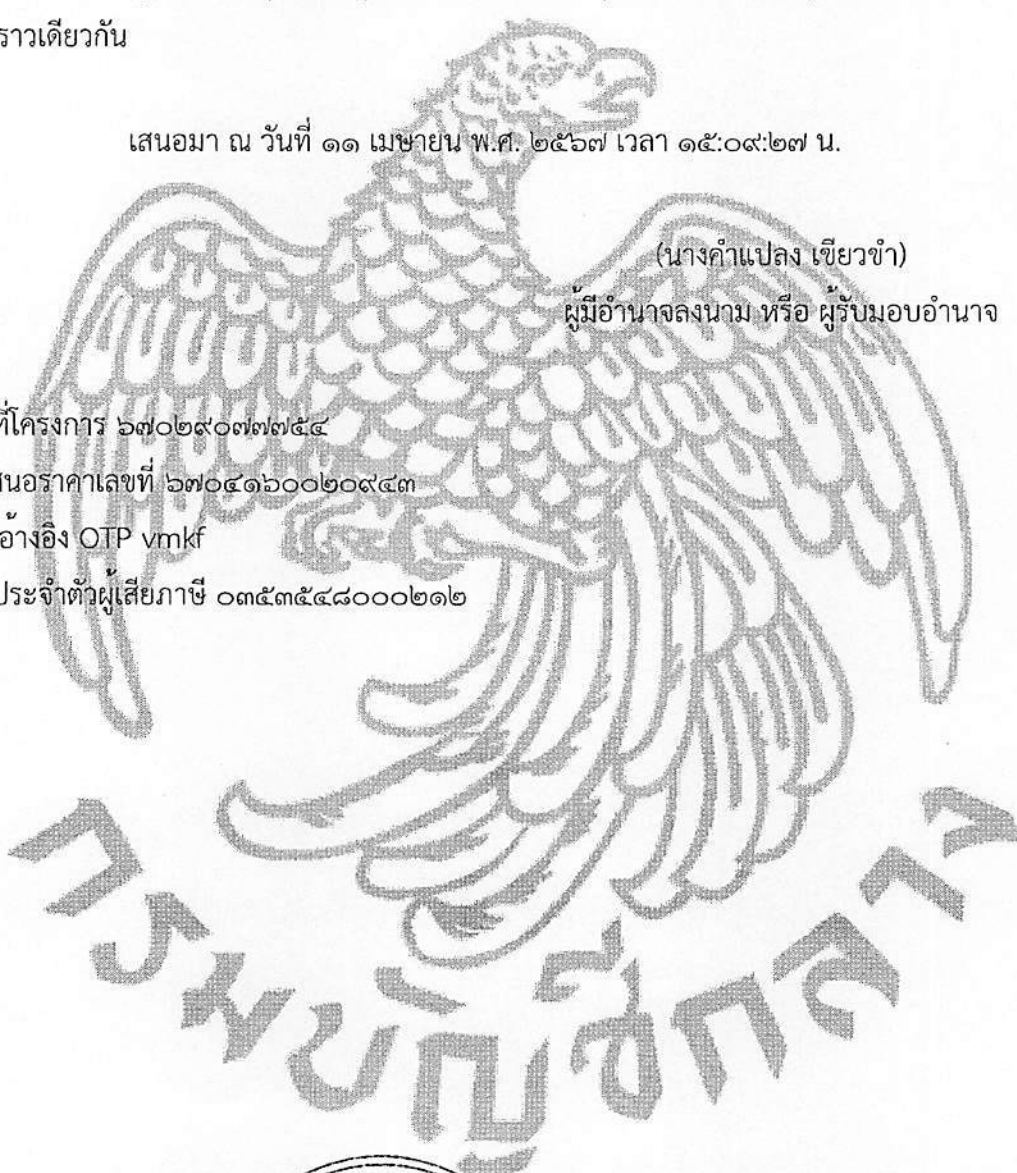 ราวเดียวกัน
เสนอมา ณ วันที่ ๑๑ เมษายน พ.ศ. ๒๕๖๗ เวลา ๑๕:๐๙:๒๗ น.
(นางคำแปลง เขียวขำ)
ผู้มีอำนาจลงนาม หรือ ผู้รับมอบอำนาจ
ที่โครงการ ๖๗๐๒๙๐๗๗๗๕๔
สนอราคาเลขที่ ๖๗๐๔๑๖๐๐๒๐๙๔๓
อ้างอิง OTP vmkf
ประจำตัวผู้เสียภาษี ๐๓๕๓๕๔๘๐๐๐๒๑๒
กรมบัญชีกลาง